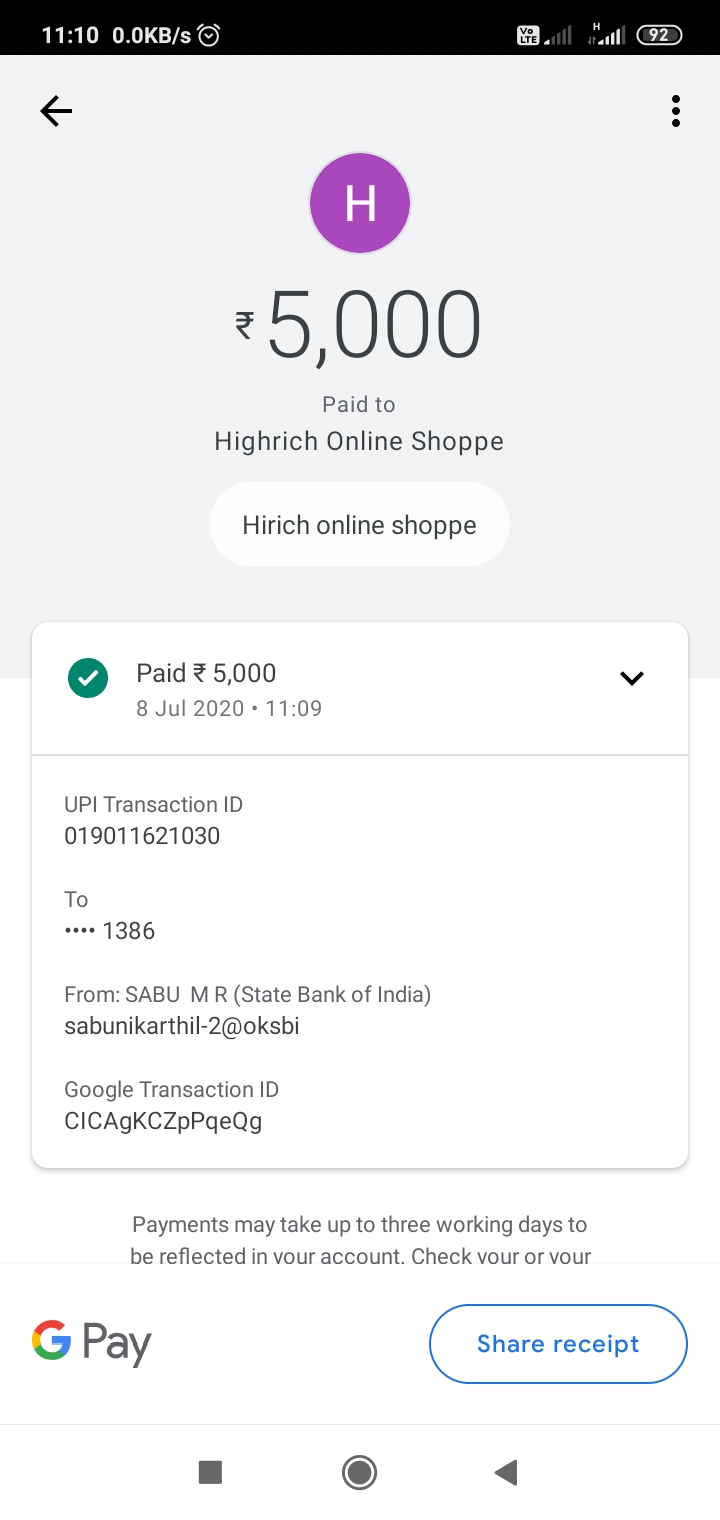 11:10 0.0KB/s
Vo LTE H 92
H
₹5,000
Paid to
Highrich Online Shoppe
Hirich online shoppe
Paid ₹ 5,000
8 Jul 2020 • 11:09
UPI Transaction ID
019011621030
To
•••• 1386
From: SABU  M R (State Bank of India)
sabunikarthil-2@oksbi
Google Transaction ID
CICAgKCZpPqeQg
Payments may take up to three working days to
be reflected in your account. Check your or your
G Pay
Share receipt